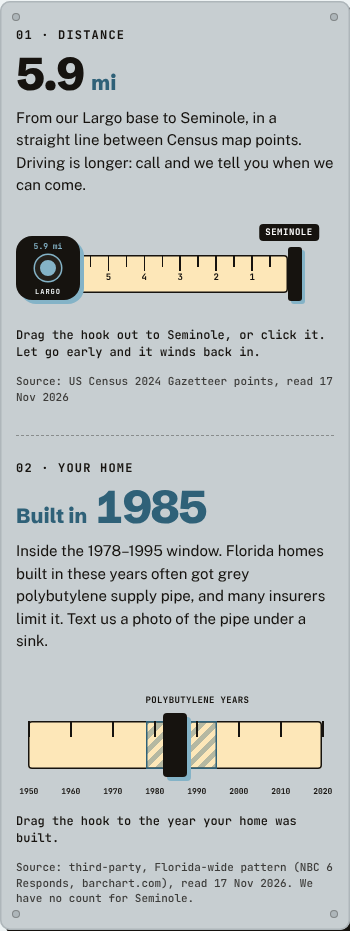 01 · DISTANCE
5.9 mi
From our Largo base to Seminole, in a
straight line between Census map points.
Driving is longer: call and we tell you when we
can come.
SEMINOLE
5.9 mi
5 4 3 2 1
LARGO
Drag the hook out to Seminole, or click it.
Let go early and it winds back in.
Source: US Census 2024 Gazetteer points, read 17
Nov 2026
02 · YOUR HOME
Built in 1985
Inside the 1978–1995 window. Florida homes
built in these years often got grey
polybutylene supply pipe, and many insurers
limit it. Text us a photo of the pipe under a
sink.
POLYBUTYLENE YEARS
1950 1960 1970 1980 1990 2000 2010 2020
Drag the hook to the year your home was
built.
Source: third-party, Florida-wide pattern (NBC 6
Responds, barchart.com), read 17 Nov 2026. We
have no count for Seminole.